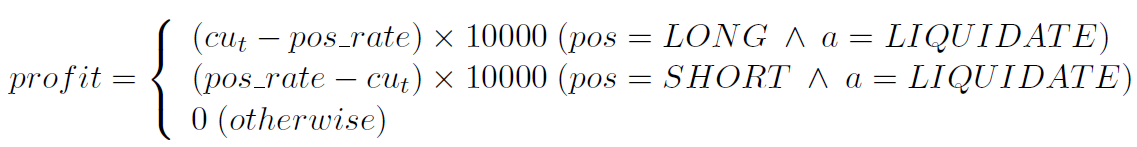 (cu_t − pos_rate) × 10000 (pos = LONG ∧ a = LIQUIDATE)
profit = { (pos_rate − cu_t) × 10000 (pos = SHORT ∧ a = LIQUIDATE)
0 (otherwise)